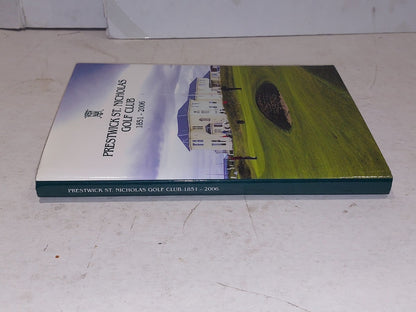 PRESTWICK ST. NICHOLAS
GOLF CLUB
1851 - 2006
PRESTWICK ST. NICHOLAS GOLF CLUB 1851 - 2006